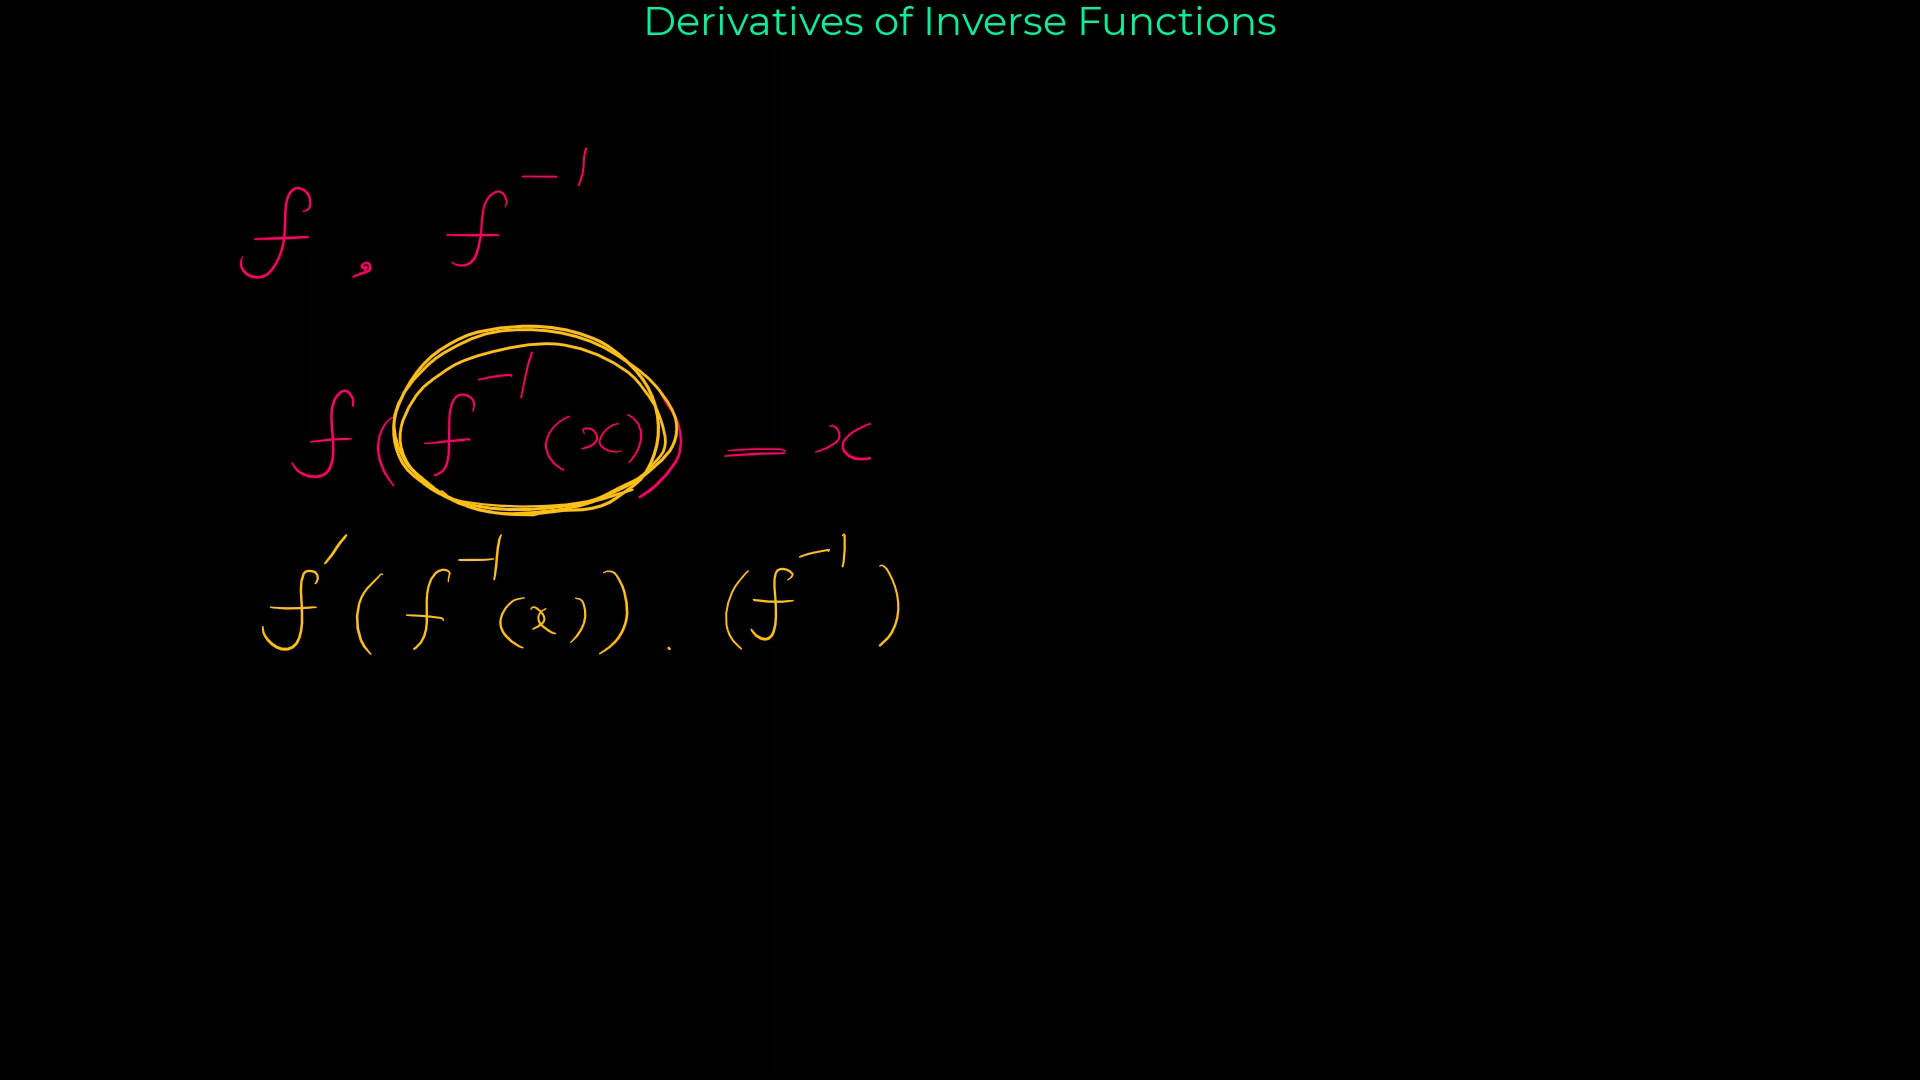 Derivatives of Inverse Functions
f, f⁻¹
f(f⁻¹(x)) = x
f′(f⁻¹(x)) . (f⁻¹)